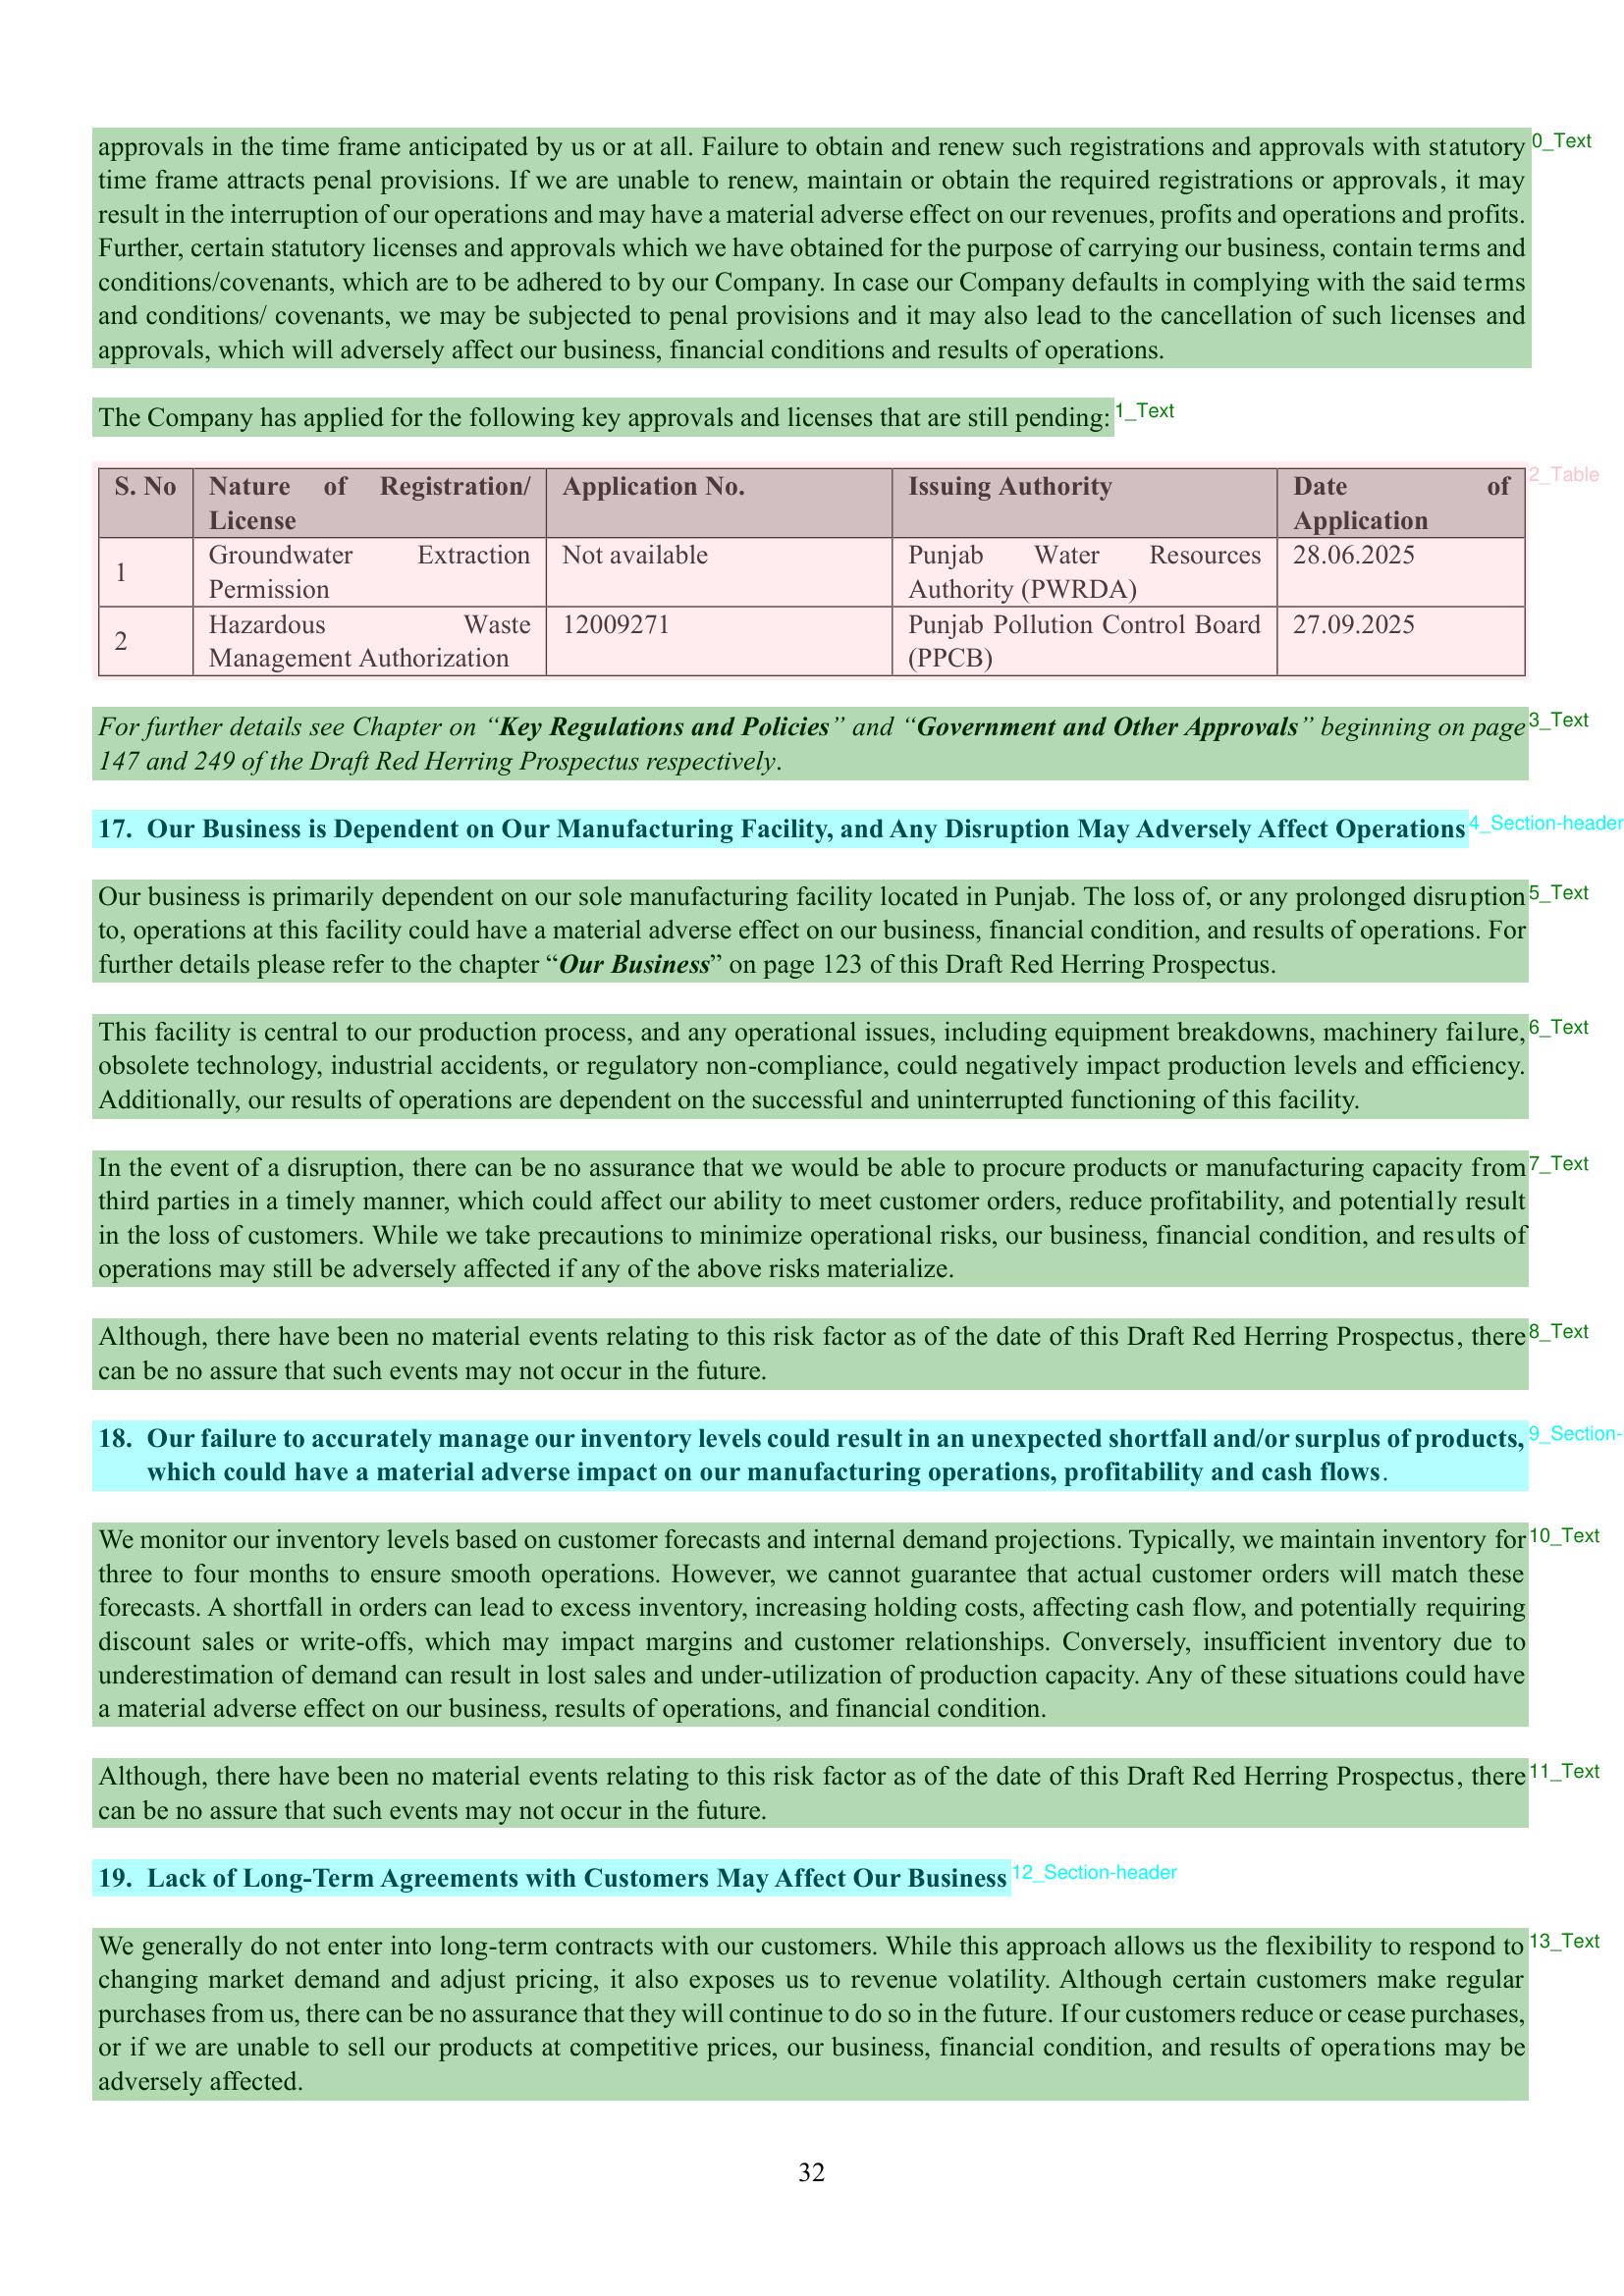 approvals in the time frame anticipated by us or at all. Failure to obtain and renew such registrations and approvals with statutory
0_Text
time frame attracts penal provisions. If we are unable to renew, maintain or obtain the required registrations or approvals, it may
result in the interruption of our operations and may have a material adverse effect on our revenues, profits and operations and profits.
Further, certain statutory licenses and approvals which we have obtained for the purpose of carrying our business, contain terms and
conditions/covenants, which are to be adhered to by our Company. In case our Company defaults in complying with the said terms
and conditions/ covenants, we may be subjected to penal provisions and it may also lead to the cancellation of such licenses and
approvals, which will adversely affect our business, financial conditions and results of operations.
The Company has applied for the following key approvals and licenses that are still pending:
1_Text
2_Table
S. No
Nature of Registration/
License
Application No.
Issuing Authority
Date of
Application
1
Groundwater Extraction
Permission
Not available
Punjab Water Resources
Authority (PWRDA)
28.06.2025
2
Hazardous Waste
Management Authorization
12009271
Punjab Pollution Control Board
(PPCB)
27.09.2025
For further details see Chapter on “Key Regulations and Policies” and “Government and Other Approvals” beginning on page
3_Text
147 and 249 of the Draft Red Herring Prospectus respectively.
17. Our Business is Dependent on Our Manufacturing Facility, and Any Disruption May Adversely Affect Operations
4_Section-header
Our business is primarily dependent on our sole manufacturing facility located in Punjab. The loss of, or any prolonged disruption
5_Text
to, operations at this facility could have a material adverse effect on our business, financial condition, and results of operations. For
further details please refer to the chapter “Our Business” on page 123 of this Draft Red Herring Prospectus.
This facility is central to our production process, and any operational issues, including equipment breakdowns, machinery failure,
6_Text
obsolete technology, industrial accidents, or regulatory non-compliance, could negatively impact production levels and efficiency.
Additionally, our results of operations are dependent on the successful and uninterrupted functioning of this facility.
In the event of a disruption, there can be no assurance that we would be able to procure products or manufacturing capacity from
7_Text
third parties in a timely manner, which could affect our ability to meet customer orders, reduce profitability, and potentially result
in the loss of customers. While we take precautions to minimize operational risks, our business, financial condition, and results of
operations may still be adversely affected if any of the above risks materialize.
Although, there have been no material events relating to this risk factor as of the date of this Draft Red Herring Prospectus, there
8_Text
can be no assure that such events may not occur in the future.
18. Our failure to accurately manage our inventory levels could result in an unexpected shortfall and/or surplus of products,
9_Section-
which could have a material adverse impact on our manufacturing operations, profitability and cash flows.
We monitor our inventory levels based on customer forecasts and internal demand projections. Typically, we maintain inventory for
10_Text
three to four months to ensure smooth operations. However, we cannot guarantee that actual customer orders will match these
forecasts. A shortfall in orders can lead to excess inventory, increasing holding costs, affecting cash flow, and potentially requiring
discount sales or write-offs, which may impact margins and customer relationships. Conversely, insufficient inventory due to
underestimation of demand can result in lost sales and under-utilization of production capacity. Any of these situations could have
a material adverse effect on our business, results of operations, and financial condition.
Although, there have been no material events relating to this risk factor as of the date of this Draft Red Herring Prospectus, there
11_Text
can be no assure that such events may not occur in the future.
19. Lack of Long-Term Agreements with Customers May Affect Our Business
12_Section-header
We generally do not enter into long-term contracts with our customers. While this approach allows us the flexibility to respond to
13_Text
changing market demand and adjust pricing, it also exposes us to revenue volatility. Although certain customers make regular
purchases from us, there can be no assurance that they will continue to do so in the future. If our customers reduce or cease purchases,
or if we are unable to sell our products at competitive prices, our business, financial condition, and results of operations may be
adversely affected.
32